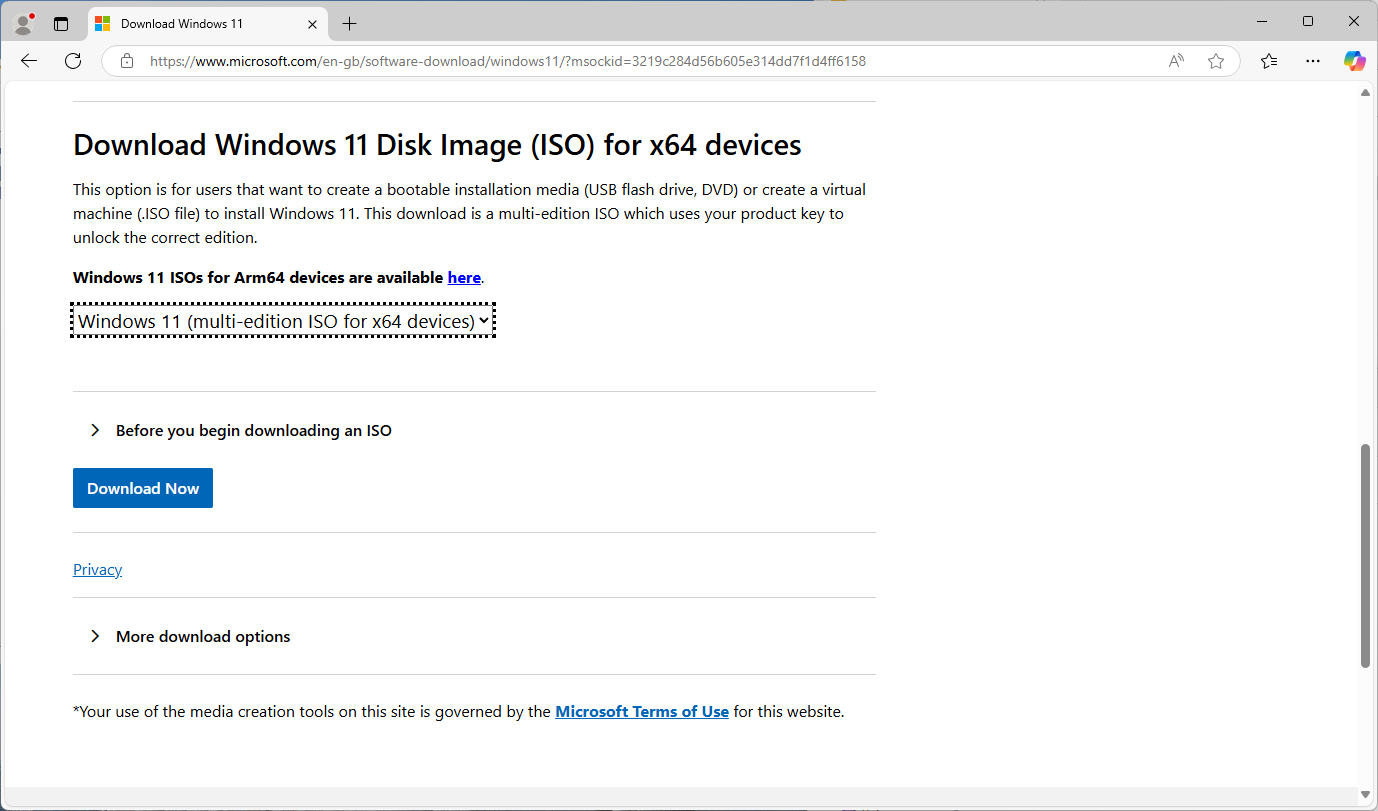 Download Windows 11
https://www.microsoft.com/en-gb/software-download/windows11/?msockid=3219c284d56b605e314dd7f1d4ff6158
Download Windows 11 Disk Image (ISO) for x64 devices
This option is for users that want to create a bootable installation media (USB flash drive, DVD) or create a virtual
machine (.ISO file) to install Windows 11. This download is a multi-edition ISO which uses your product key to
unlock the correct edition.
Windows 11 ISOs for Arm64 devices are available here.
Windows 11 (multi-edition ISO for x64 devices)
Before you begin downloading an ISO
Download Now
Privacy
More download options
*Your use of the media creation tools on this site is governed by the Microsoft Terms of Use for this website.